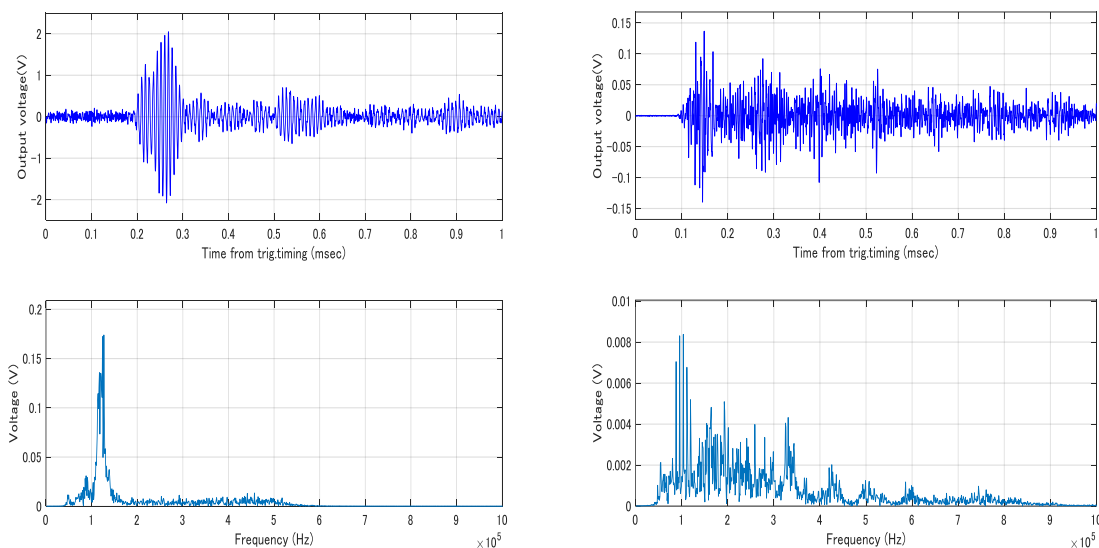 Output voltage(V)
2
1
0
-1
-2
0 0.1 0.2 0.3 0.4 0.5 0.6 0.7 0.8 0.9 1
Time from trig.timing (msec)
Output voltage(V)
0.15
0.1
0.05
0
-0.05
-0.1
-0.15
0 0.1 0.2 0.3 0.4 0.5 0.6 0.7 0.8 0.9 1
Time from trig.timing (msec)
Voltage (V)
0.2
0.15
0.1
0.05
0
0 1 2 3 4 5 6 7 8 9 10
Frequency (Hz)
×10^5
Voltage (V)
0.01
0.008
0.006
0.004
0.002
0
0 1 2 3 4 5 6 7 8 9 10
Frequency (Hz)
×10^5